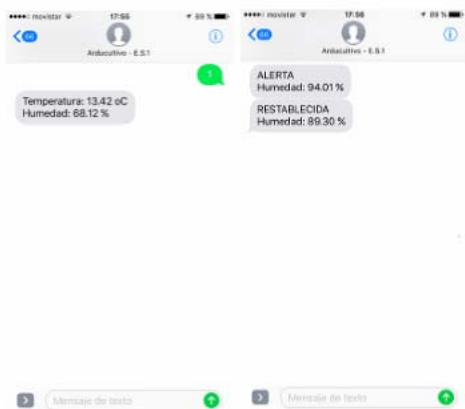 movistar
17:55
89 %
66
Arducultivo - E.S.1
1
Temperatura: 13.42 oC
Humedad: 68.12 %
Mensaje de texto
movistar
17:56
89 %
66
Arducultivo - E.S.1
ALERTA
Humedad: 94.01 %
RESTABLECIDA
Humedad: 89.30 %
Mensaje de texto